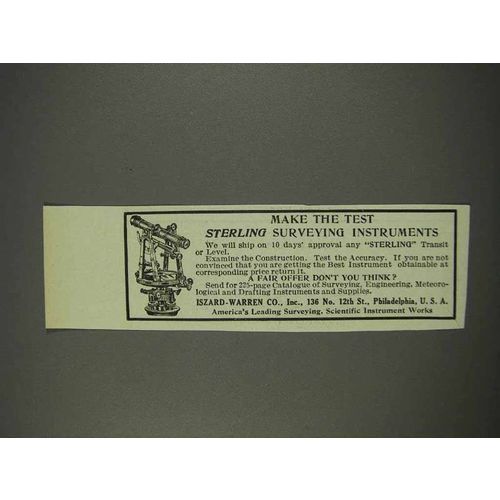 MAKE THE TEST
STERLING SURVEYING INSTRUMENTS
We will ship on 10 days' approval any "STERLING" Transit
or Level.
Examine the Construction. Test the Accuracy. If you are not
convinced that you are getting the Best Instrument obtainable at
corresponding price return it.
A FAIR OFFER DON'T YOU THINK?
Send for 225-page Catalogue of Surveying, Engineering, Meteoro-
logical and Drafting Instruments and Supplies.
ISZARD-WARREN CO., Inc., 136 No. 12th St., Philadelphia, U. S. A.
America's Leading Surveying, Scientific Instrument Works